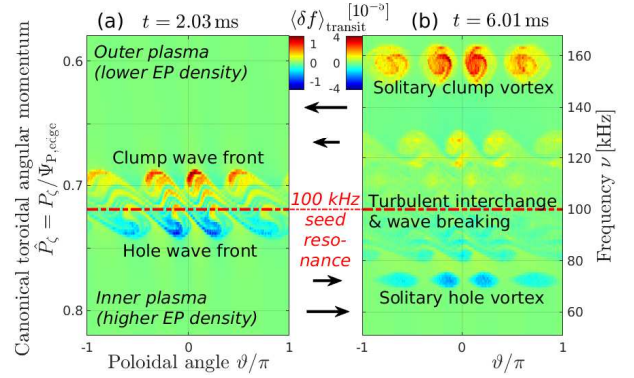 (a) t = 2.03 ms
⟨δf⟩transit [10⁻⁵]
(b) t = 6.01 ms
Canonical toroidal angular momentum
P̂ζ = Pζ/ΨP,edge
0.6
0.7
0.8
Outer plasma
(lower EP density)
Clump wave front
Hole wave front
Inner plasma
(higher EP density)
-1 0 1
Poloidal angle ϑ/π
1
0
-1
4
0
-4
100 kHz
seed
reso-
nance
Solitary clump vortex
Turbulent interchange
& wave breaking
Solitary hole vortex
-1 0 1
ϑ/π
160
140
120
100
80
60
Frequency ν [kHz]